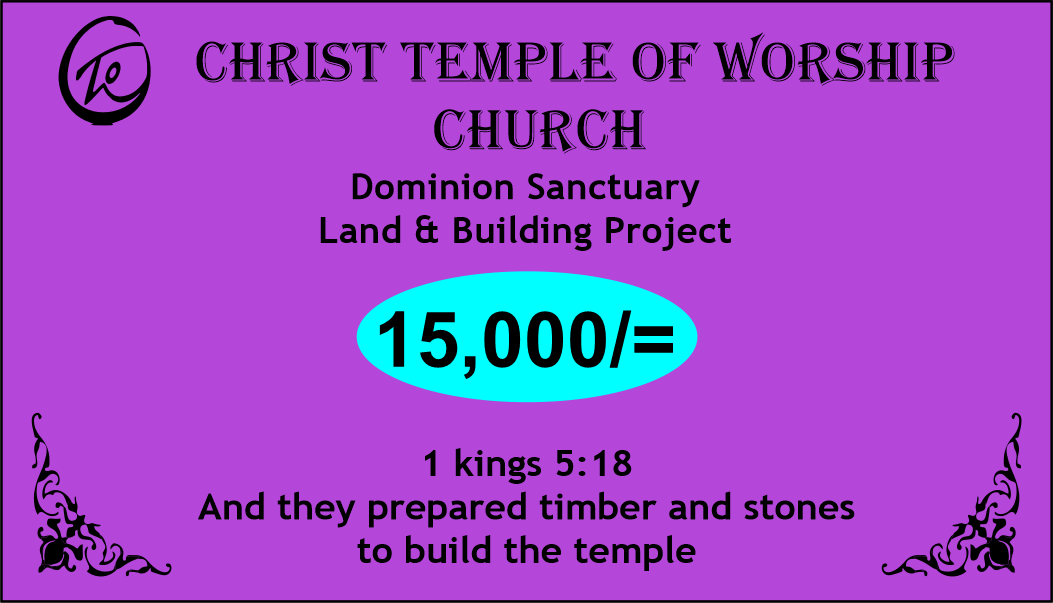 CHRIST TEMPLE OF WORSHIP
CHURCH
Dominion Sanctuary
Land & Building Project
15,000/=
1 kings 5:18
And they prepared timber and stones
to build the temple